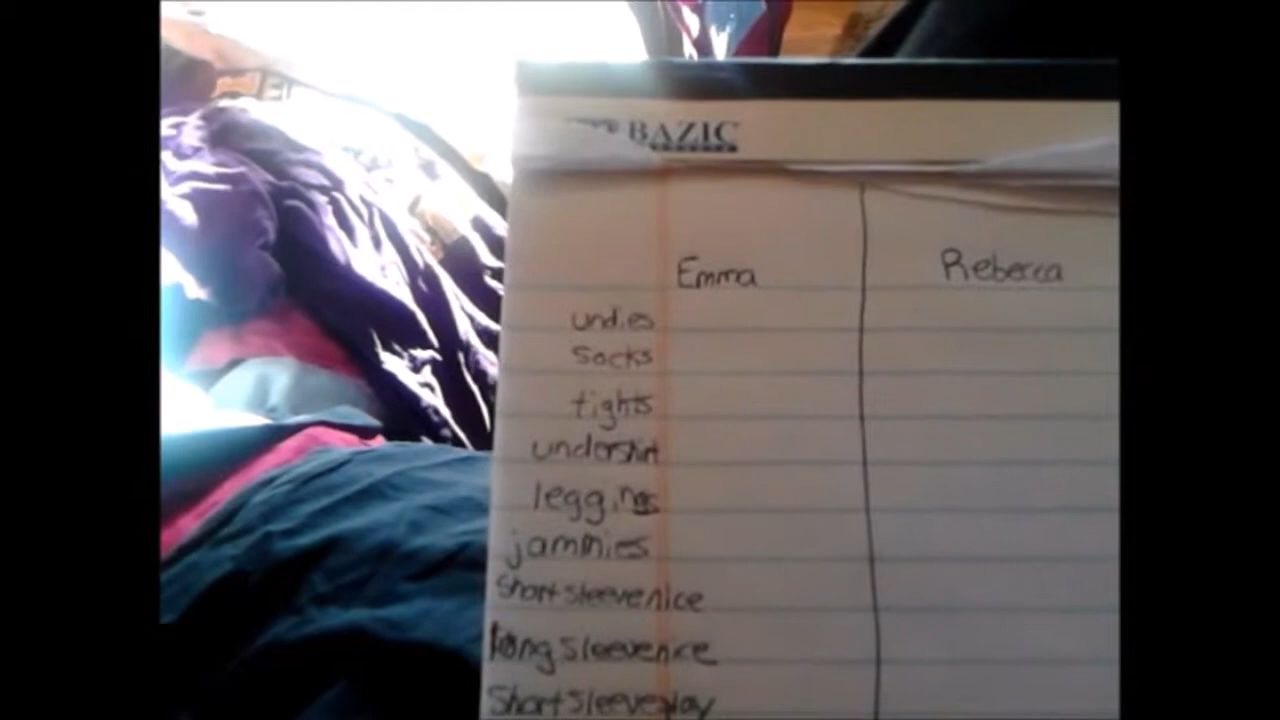 BAZIC
Emma Rebecca
undies
socks
tights
undershirt
leggings
jammies
Short sleeve nice
long sleeve nice
Short sleeve play